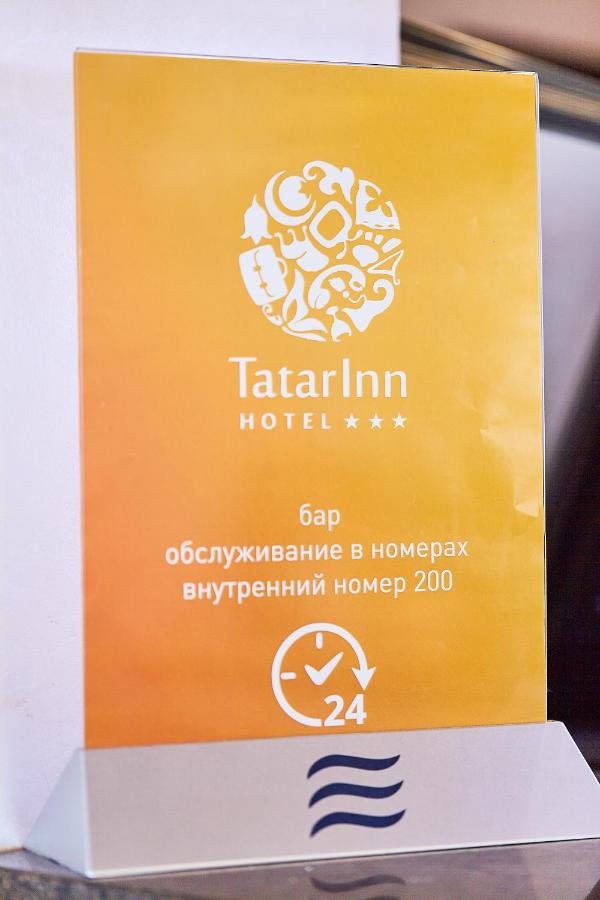 TatarInn
HOTEL ★★★
бар
обслуживание в номерах
внутренний номер 200
24